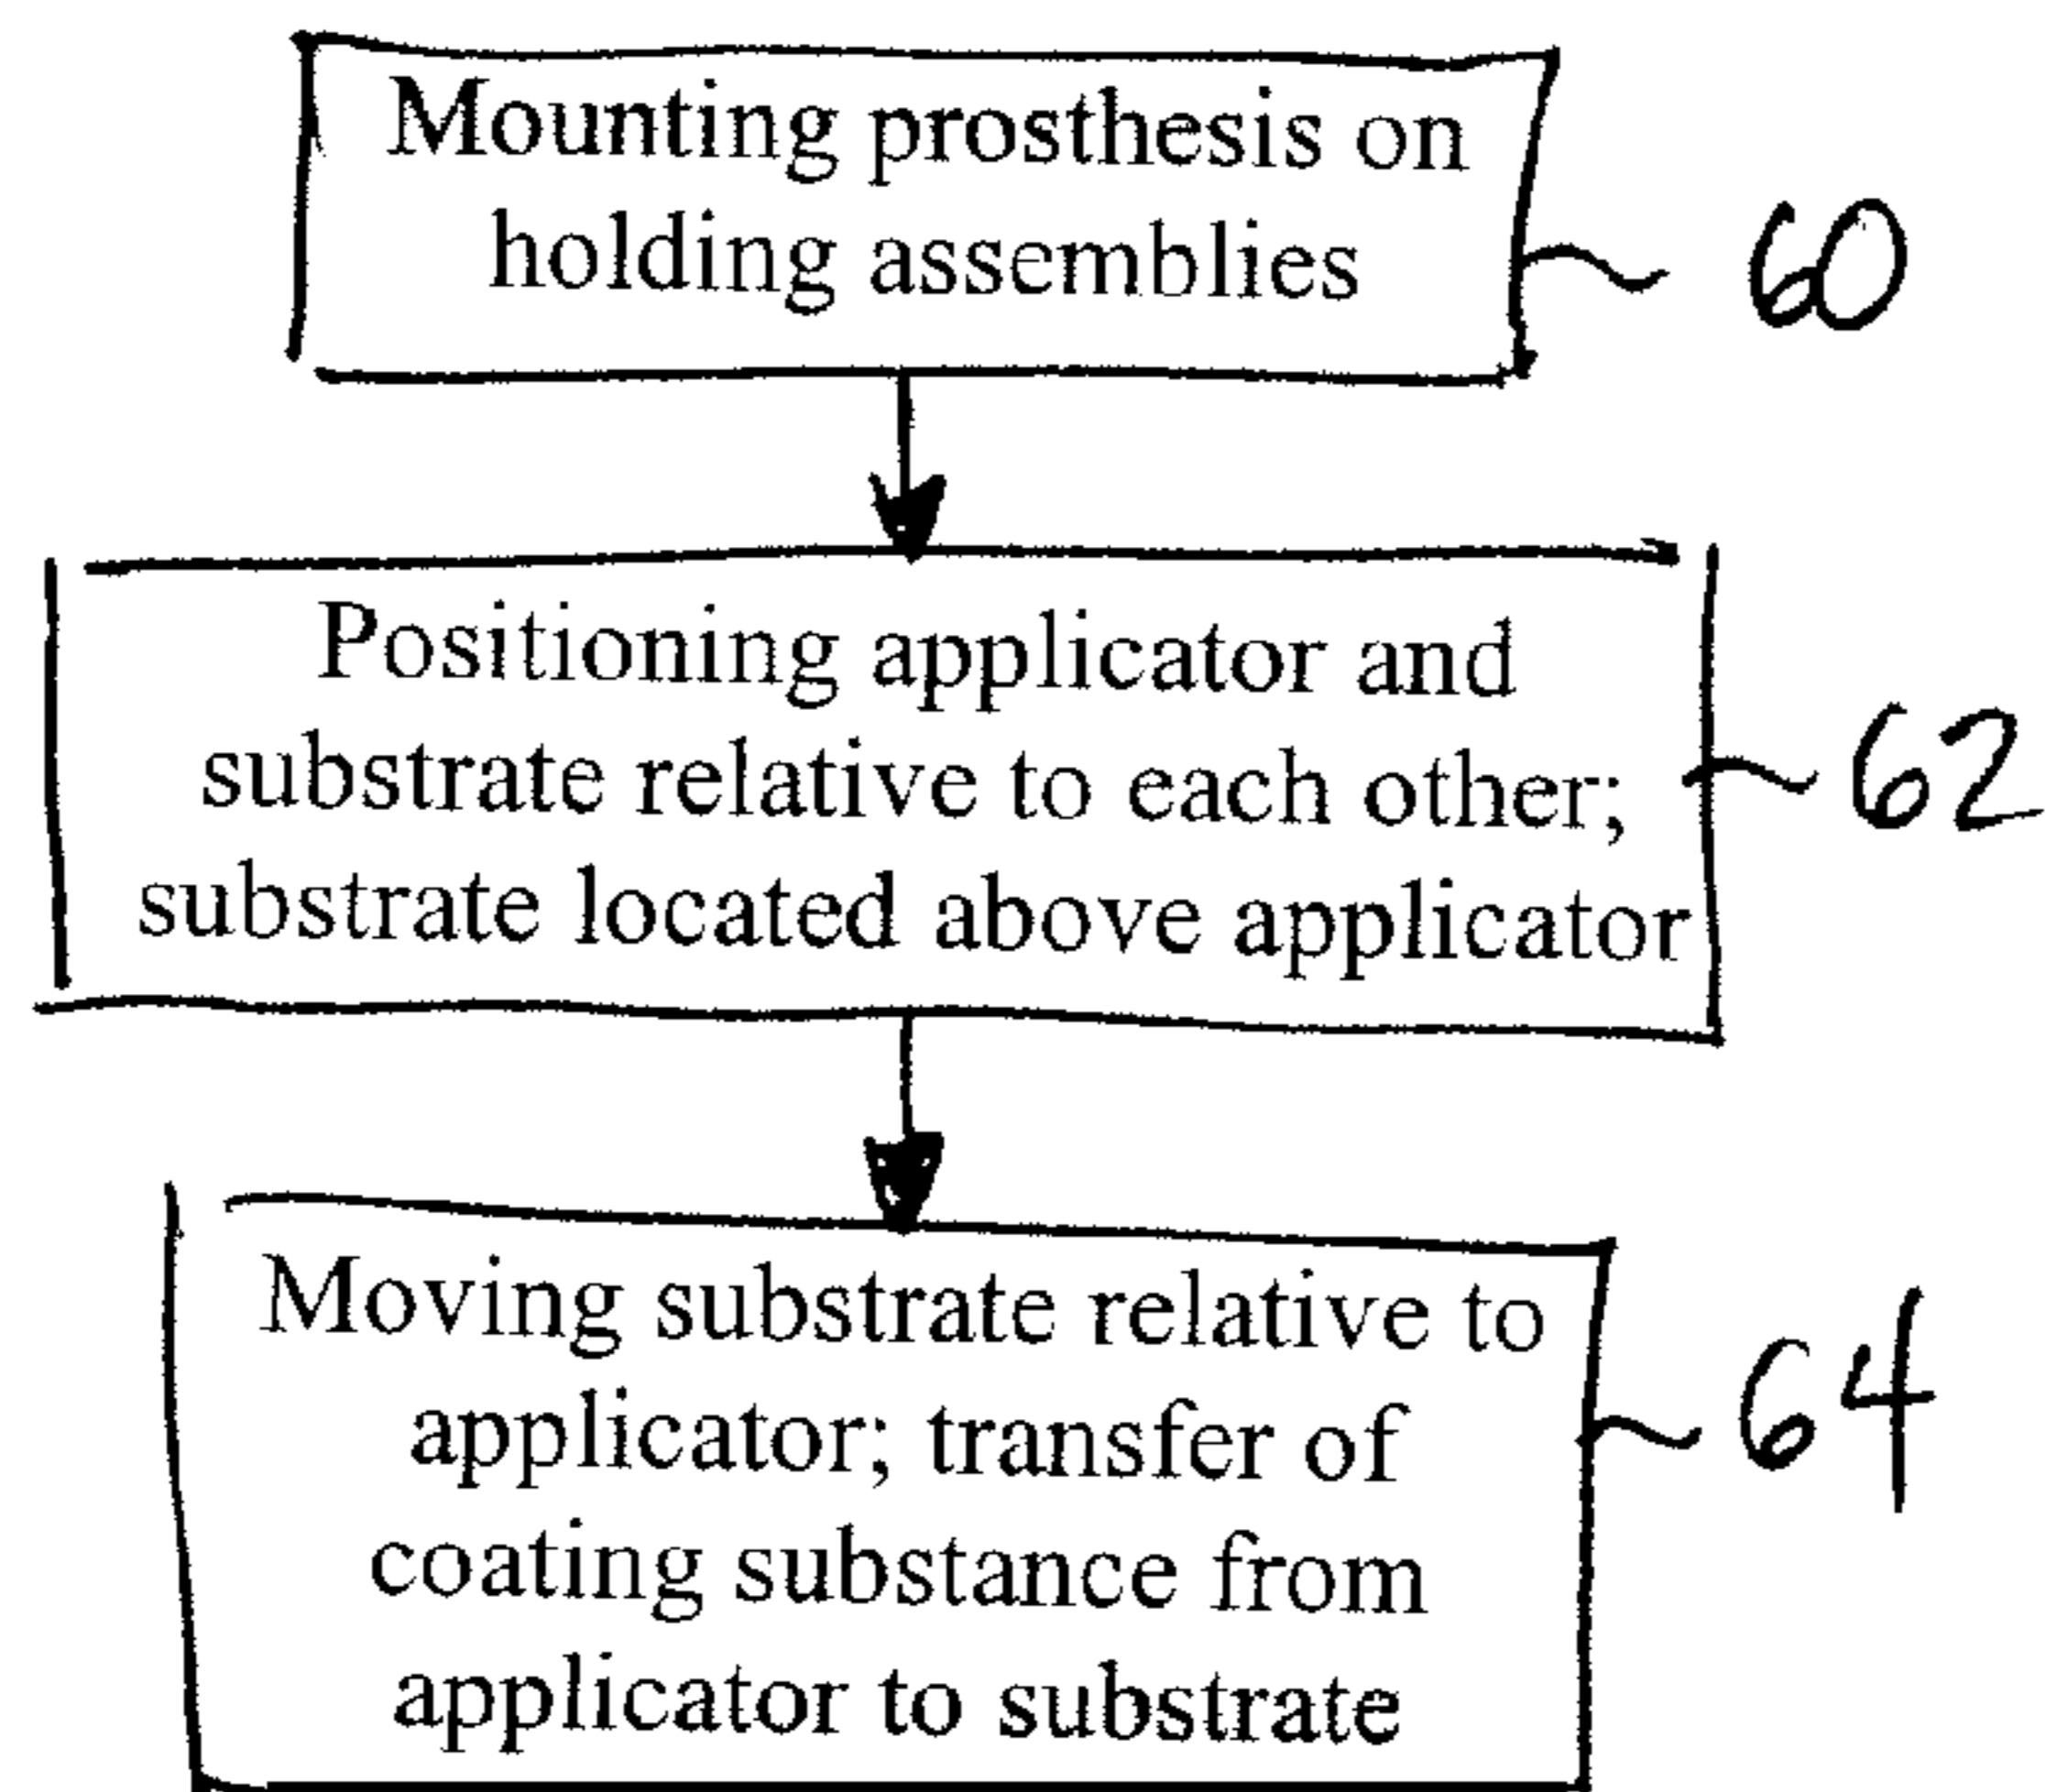 Mounting prosthesis on
holding assemblies
60
Positioning applicator and
substrate relative to each other;
substrate located above applicator
62
Moving substrate relative to
applicator; transfer of
coating substance from
applicator to substrate
64